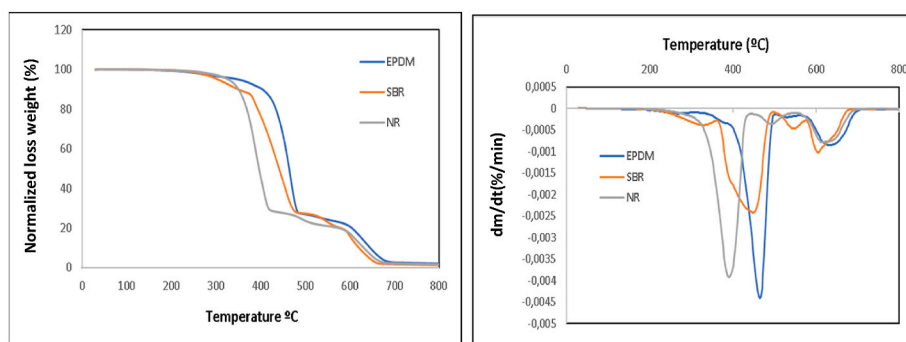 120
100
80
60
40
20
0
0 100 200 300 400 500 600 700 800
Normalized loss weight (%)
Temperature ºC
EPDM
SBR
NR
Temperature (ºC)
0 200 400 600 800
0,0005
0
-0,0005
-0,001
-0,0015
-0,002
-0,0025
-0,003
-0,0035
-0,004
-0,0045
-0,005
dm/dt(%/min)
EPDM
SBR
NR